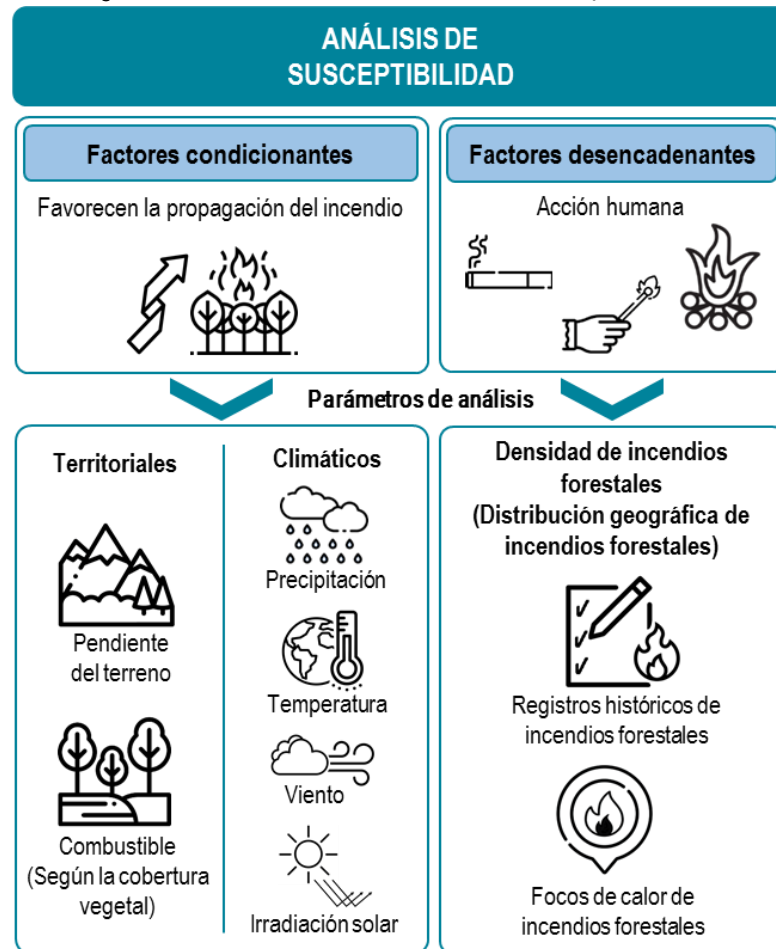 ANÁLISIS DE
SUSCEPTIBILIDAD
Factores condicionantes
Favorecen la propagación del incendio
Factores desencadenantes
Acción humana
Parámetros de análisis
Territoriales
Pendiente
del terreno
Combustible
(Según la cobertura
vegetal)
Climáticos
Precipitación
Temperatura
Viento
Irradiación solar
Densidad de incendios
forestales
(Distribución geográfica de
incendios forestales)
Registros históricos de
incendios forestales
Focos de calor de
incendios forestales